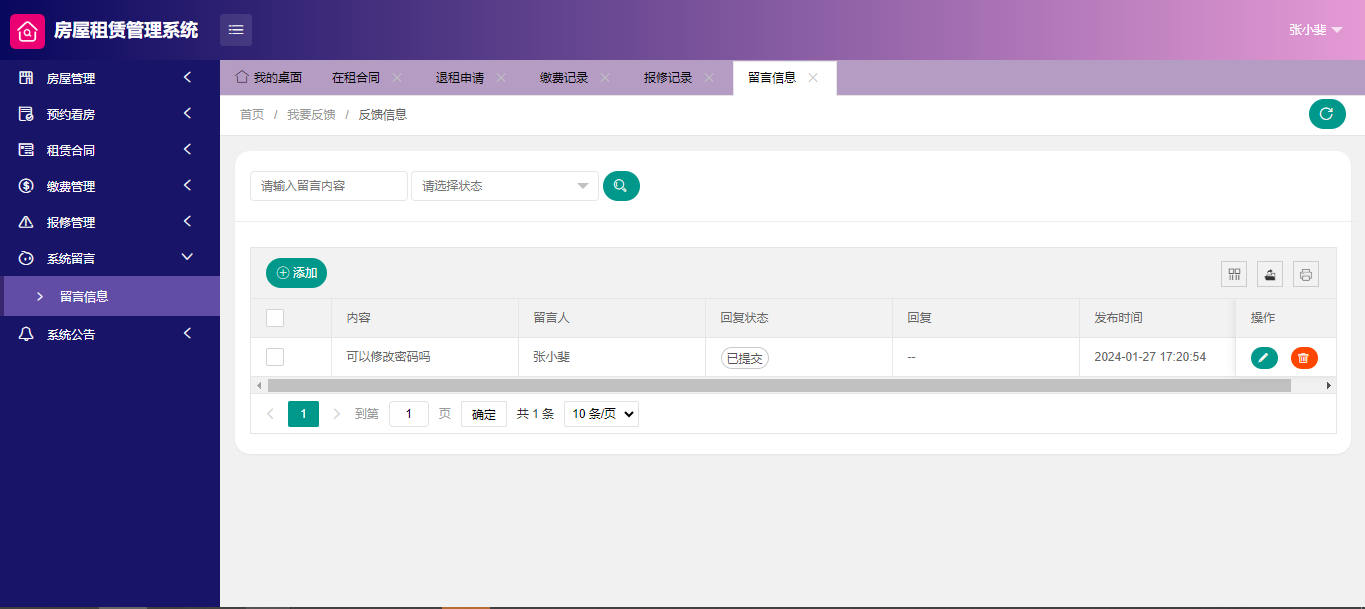 房屋租赁管理系统
张小斐
房屋管理
预约看房
租赁合同
缴费管理
报修管理
系统留言
留言信息
系统公告
我的桌面 在租合同 退租申请 缴费记录 报修记录 留言信息
首页 / 我要反馈 / 反馈信息
请输入留言内容 请选择状态
添加
内容 留言人 回复状态 回复 发布时间 操作
可以修改密码吗 张小斐 已提交 -- 2024-01-27 17:20:54
1 到第 1 页 确定 共 1 条 10 条/页